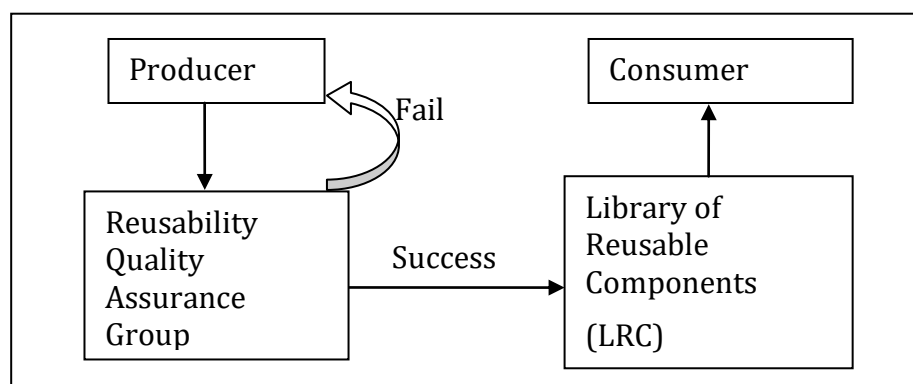 Producer
Consumer
Fail
Reusability
Quality
Assurance
Group
Success
Library of
Reusable
Components
(LRC)